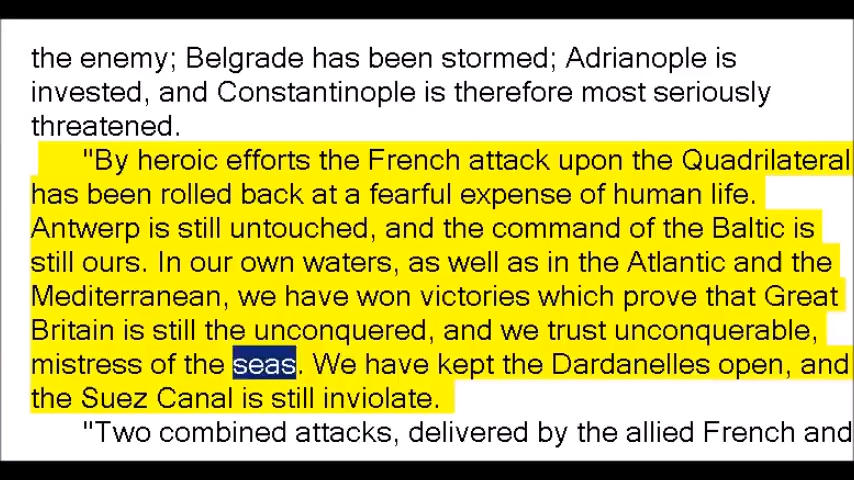 the enemy; Belgrade has been stormed; Adrianople is
invested, and Constantinople is therefore most seriously
threatened.
"By heroic efforts the French attack upon the Quadrilateral
has been rolled back at a fearful expense of human life.
Antwerp is still untouched, and the command of the Baltic is
still ours. In our own waters, as well as in the Atlantic and the
Mediterranean, we have won victories which prove that Great
Britain is still the unconquered, and we trust unconquerable,
mistress of the seas. We have kept the Dardanelles open, and
the Suez Canal is still inviolate.
"Two combined attacks, delivered by the allied French and